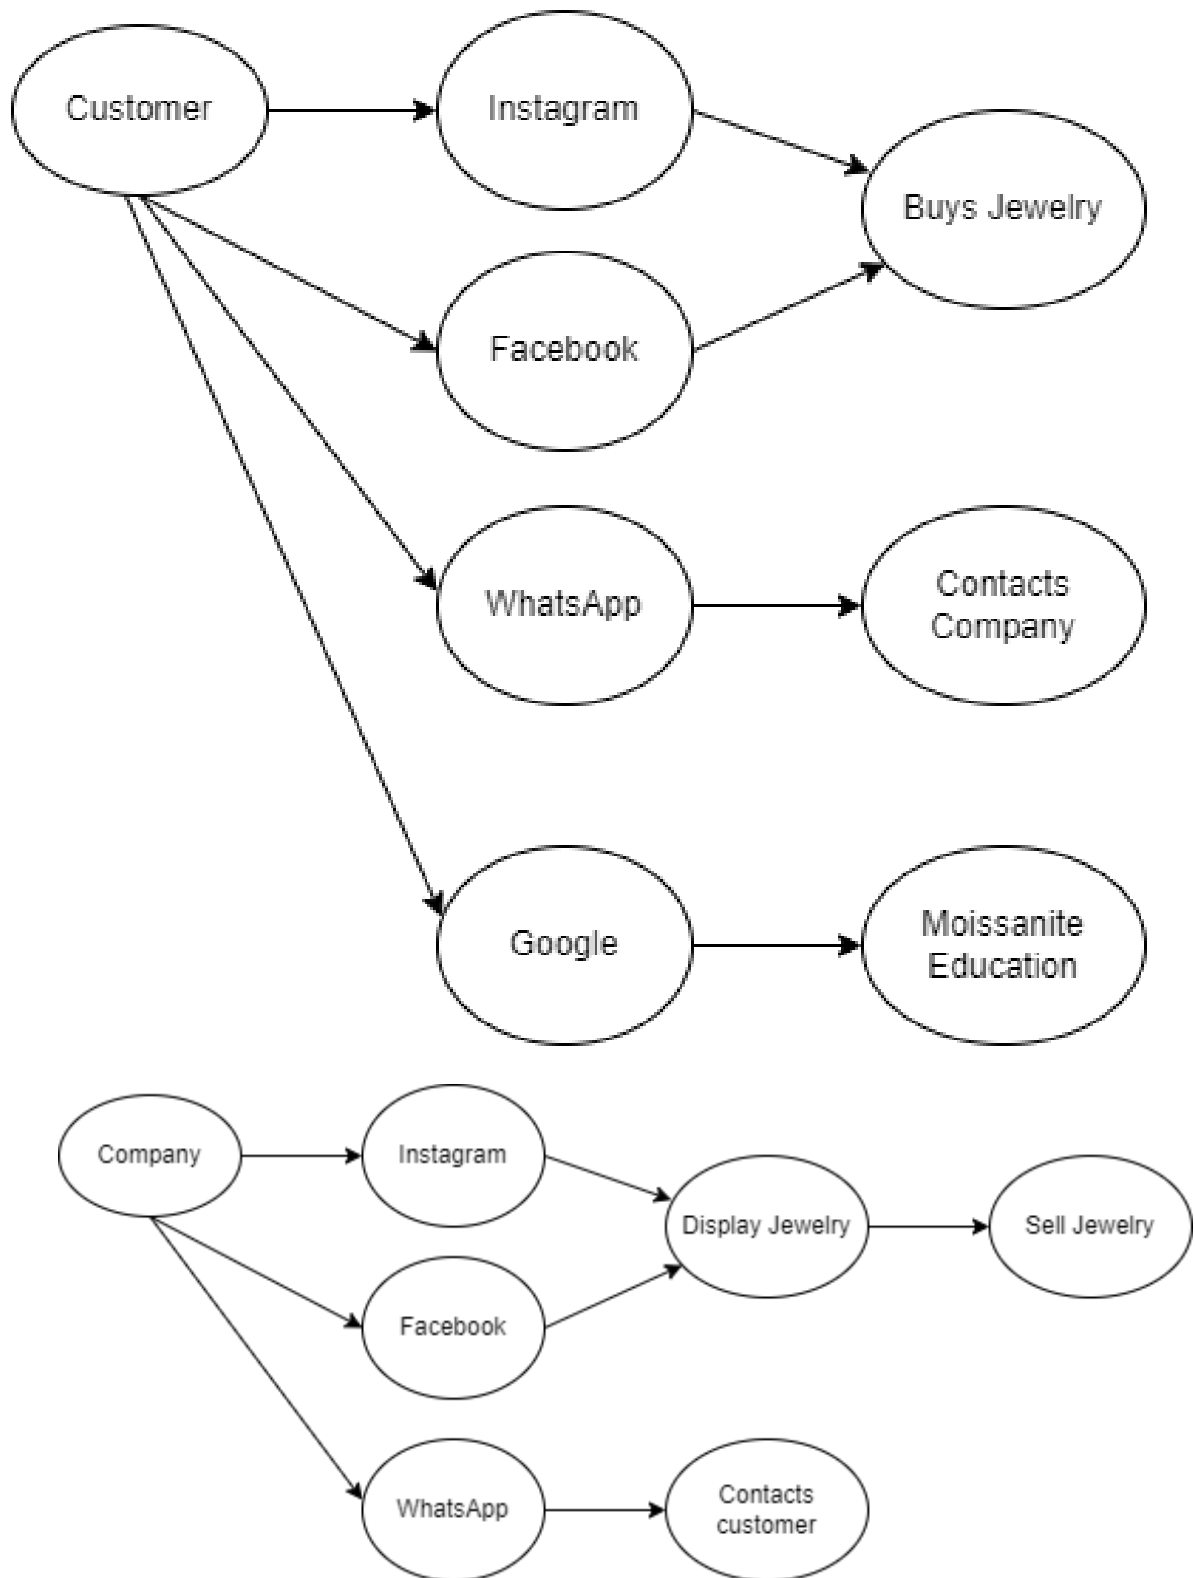 Customer
Instagram
Buys Jewelry
Facebook
WhatsApp
Contacts
Company
Google
Moissanite
Education
Company
Instagram
Display Jewelry
Sell Jewelry
Facebook
WhatsApp
Contacts
customer